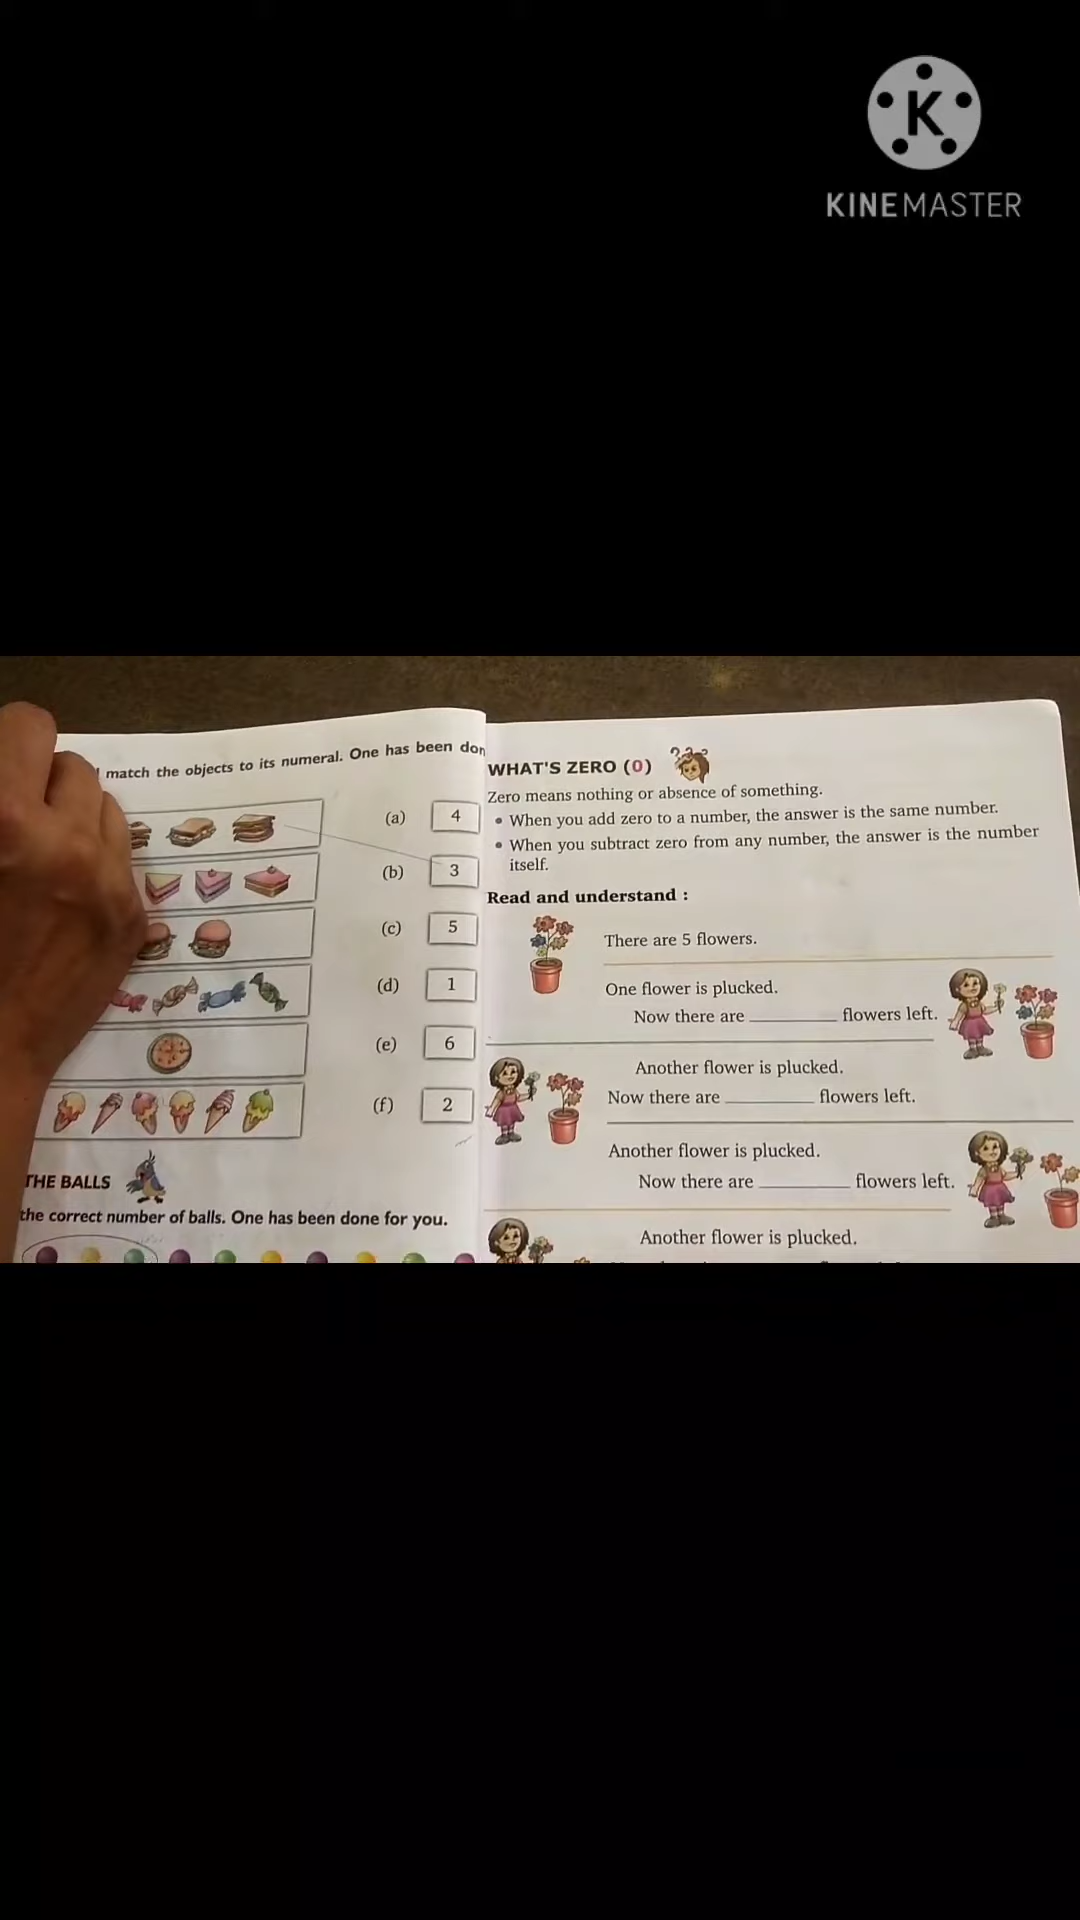 KINEMASTER
match the objects to its numeral. One has been
(a) 4
(b) 3
(c) 5
(d) 1
(e) 6
(f) 2
THE BALLS
the correct number of balls. One has been done for you.
WHAT'S ZERO (0)
Zero means nothing or absence of something.
• When you add zero to a number, the answer is the same number.
• When you subtract zero from any number, the answer is the number
itself.
Read and understand :
There are 5 flowers.
One flower is plucked.
Now there are ________ flowers left.
Another flower is plucked.
Now there are ________ flowers left.
Another flower is plucked.
Now there are ________ flowers left.
Another flower is plucked.